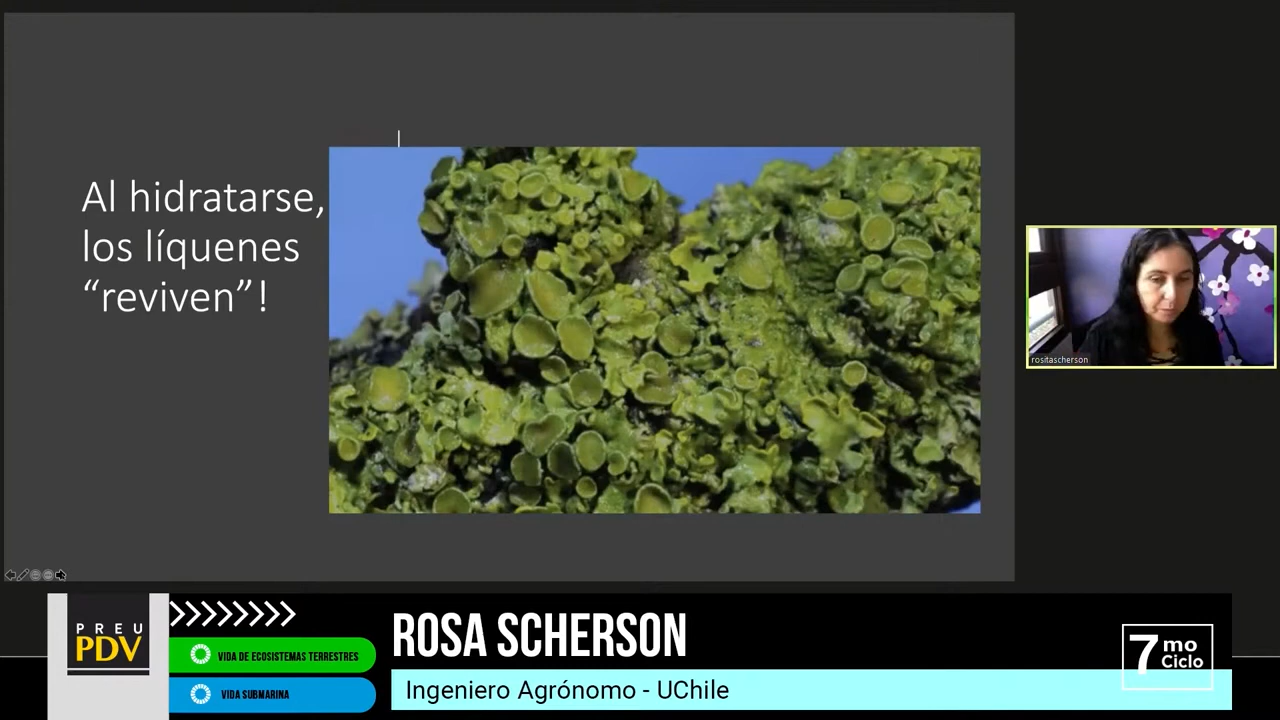 Al hidratarse,
los líquenes
“reviven”!
rositascherson
PREU
PDV
VIDA DE ECOSISTEMAS TERRESTRES
VIDA SUBMARINA
ROSA SCHERSON
Ingeniero Agrónomo - UChile
7mo
Ciclo